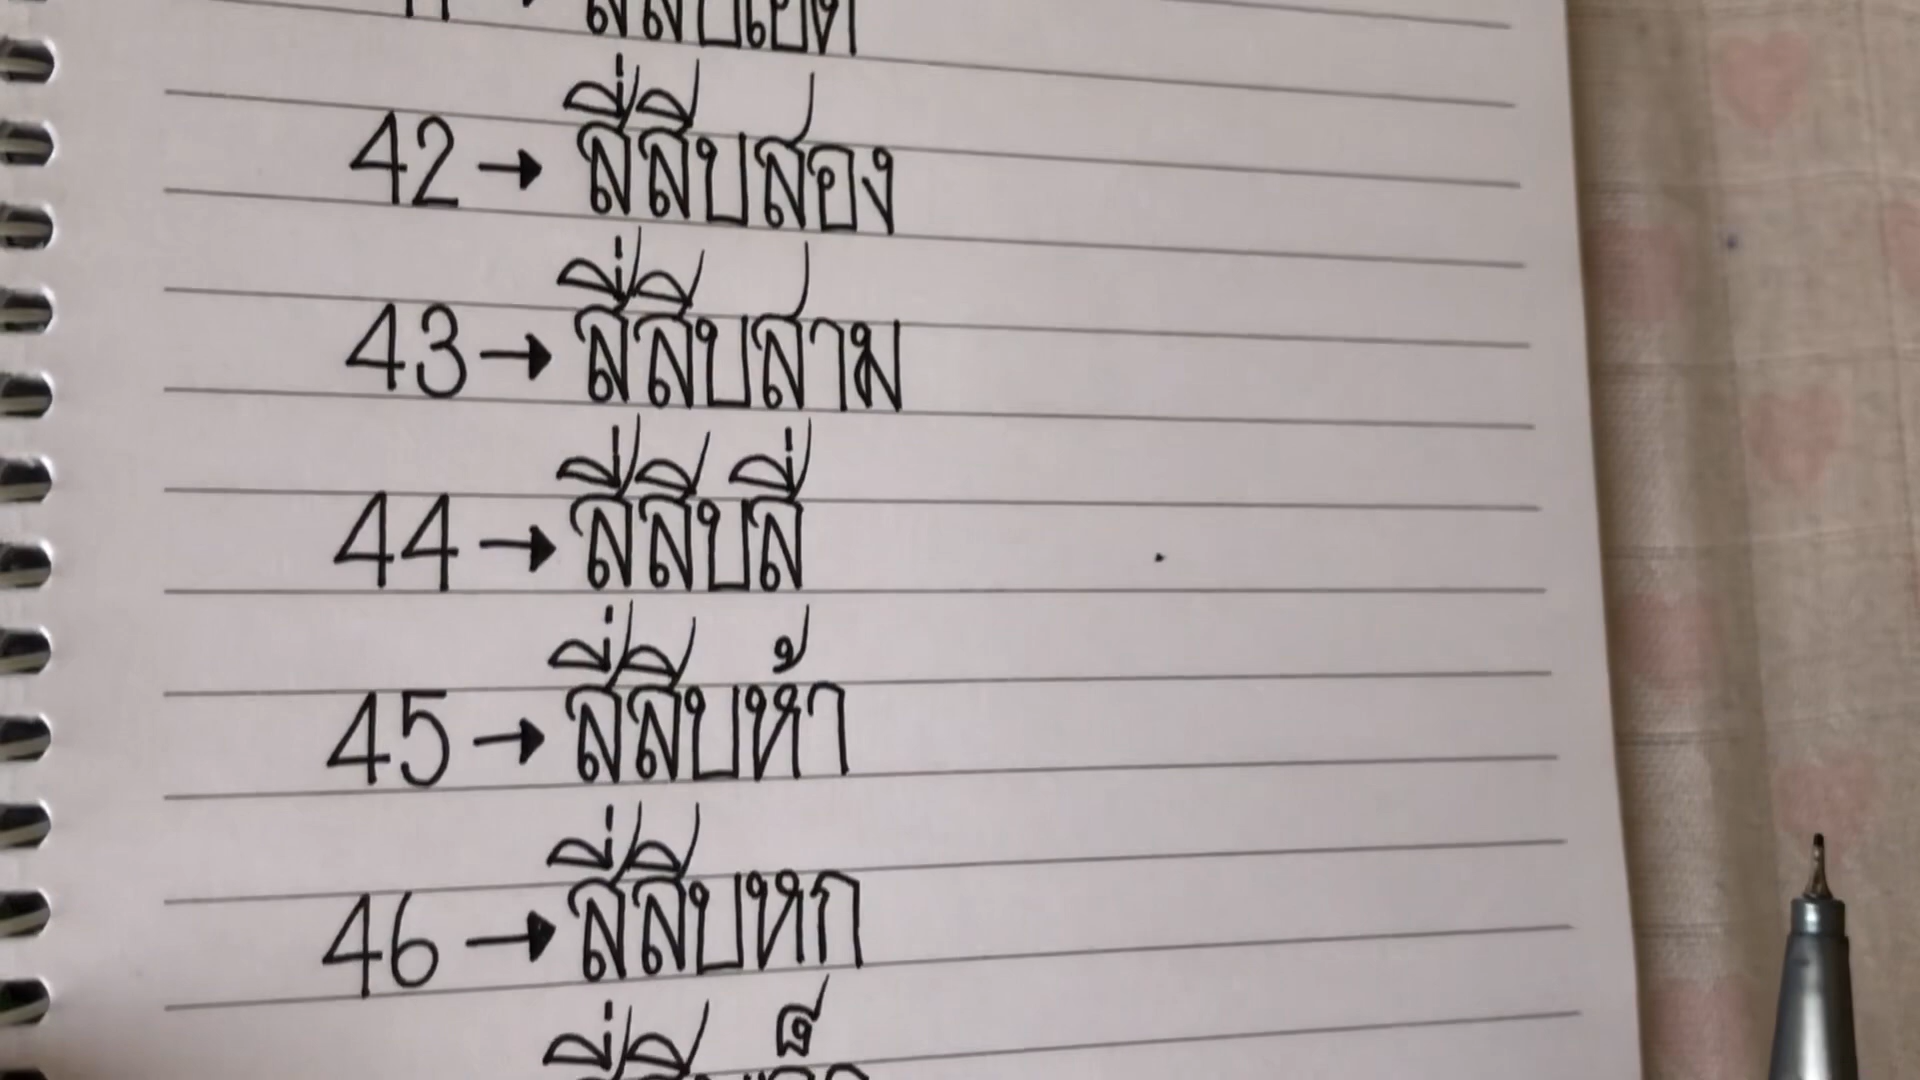 42 → สี่สิบสอง
43 → สี่สิบสาม
44 → สี่สิบสี่
45 → สี่สิบห้า
46 → สี่สิบหก